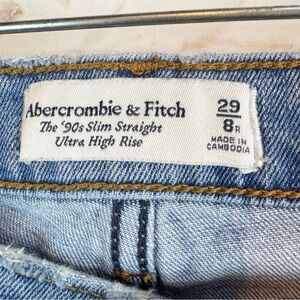 Abercrombie & Fitch
The '90s Slim Straight
Ultra High Rise
29
8R
MADE IN
CAMBODIA